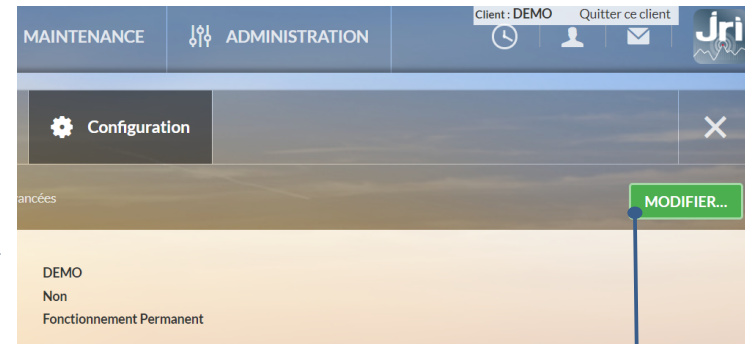 Client : DEMO Quitter ce client
MAINTENANCE ADMINISTRATION
jri
Configuration
ancées
MODIFIER...
DEMO
Non
Fonctionnement Permanent